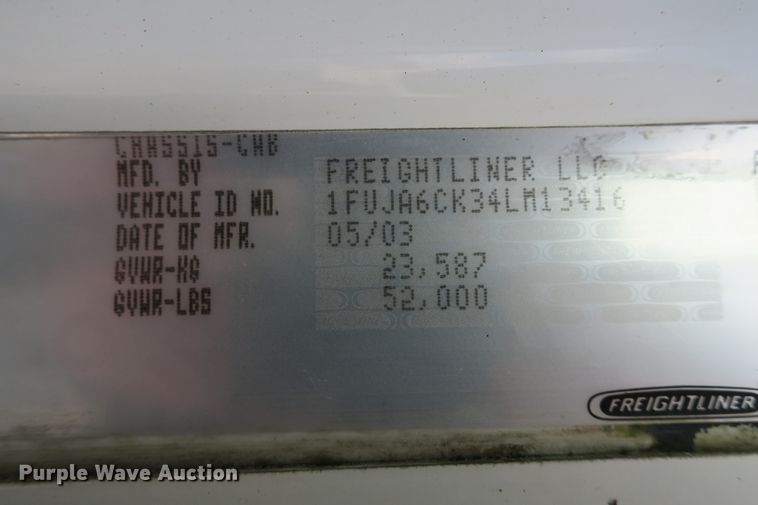 CHASSIS-CAB
MFD. BY FREIGHTLINER LLC
VEHICLE ID NO. 1FUJA6CK34LM13416
DATE OF MFR. 05/03
GVWR-KG 23,587
GVWR-LBS 52,000
FREIGHTLINER
Purple Wave Auction